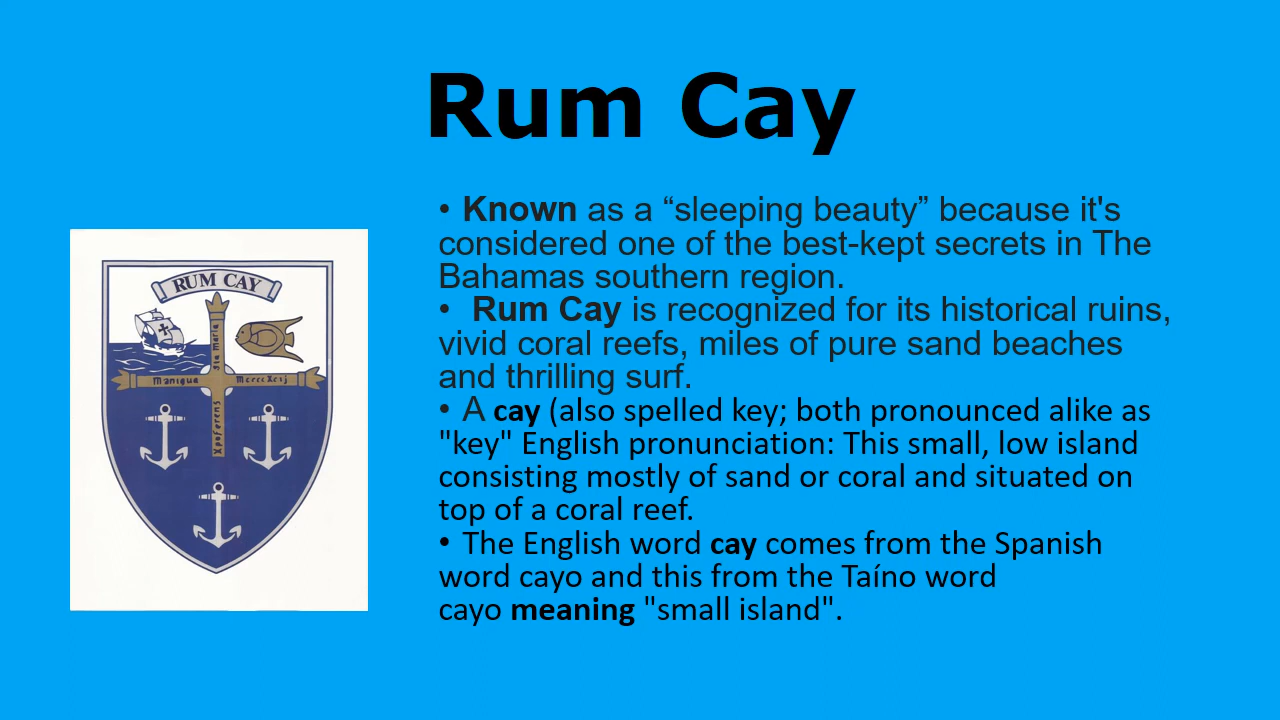 Rum Cay
• Known as a “sleeping beauty” because it's
considered one of the best-kept secrets in The
Bahamas southern region.
• Rum Cay is recognized for its historical ruins,
vivid coral reefs, miles of pure sand beaches
and thrilling surf.
• A cay (also spelled key; both pronounced alike as
"key" English pronunciation: This small, low island
consisting mostly of sand or coral and situated on
top of a coral reef.
• The English word cay comes from the Spanish
word cayo and this from the Taíno word
cayo meaning "small island".
RUM CAY
Sta maria
Maniqua
Xpoferens